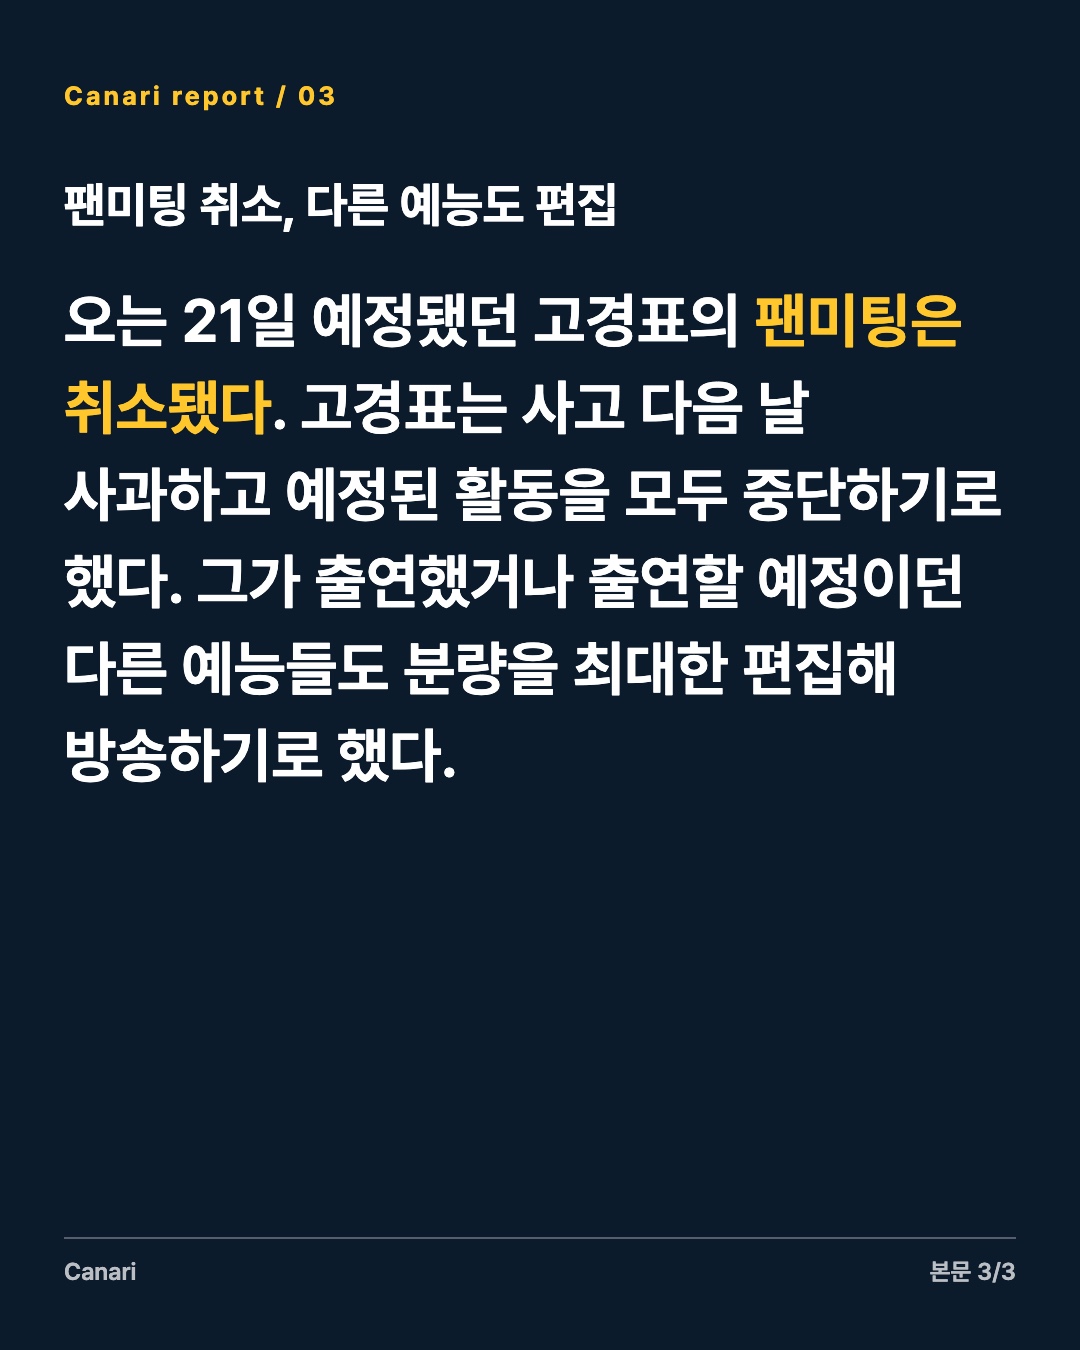 Canari report / 03
팬미팅 취소, 다른 예능도 편집
오는 21일 예정됐던 고경표의 팬미팅은
취소됐다. 고경표는 사고 다음 날
사과하고 예정된 활동을 모두 중단하기로
했다. 그가 출연했거나 출연할 예정이던
다른 예능들도 분량을 최대한 편집해
방송하기로 했다.
Canari
본문 3/3